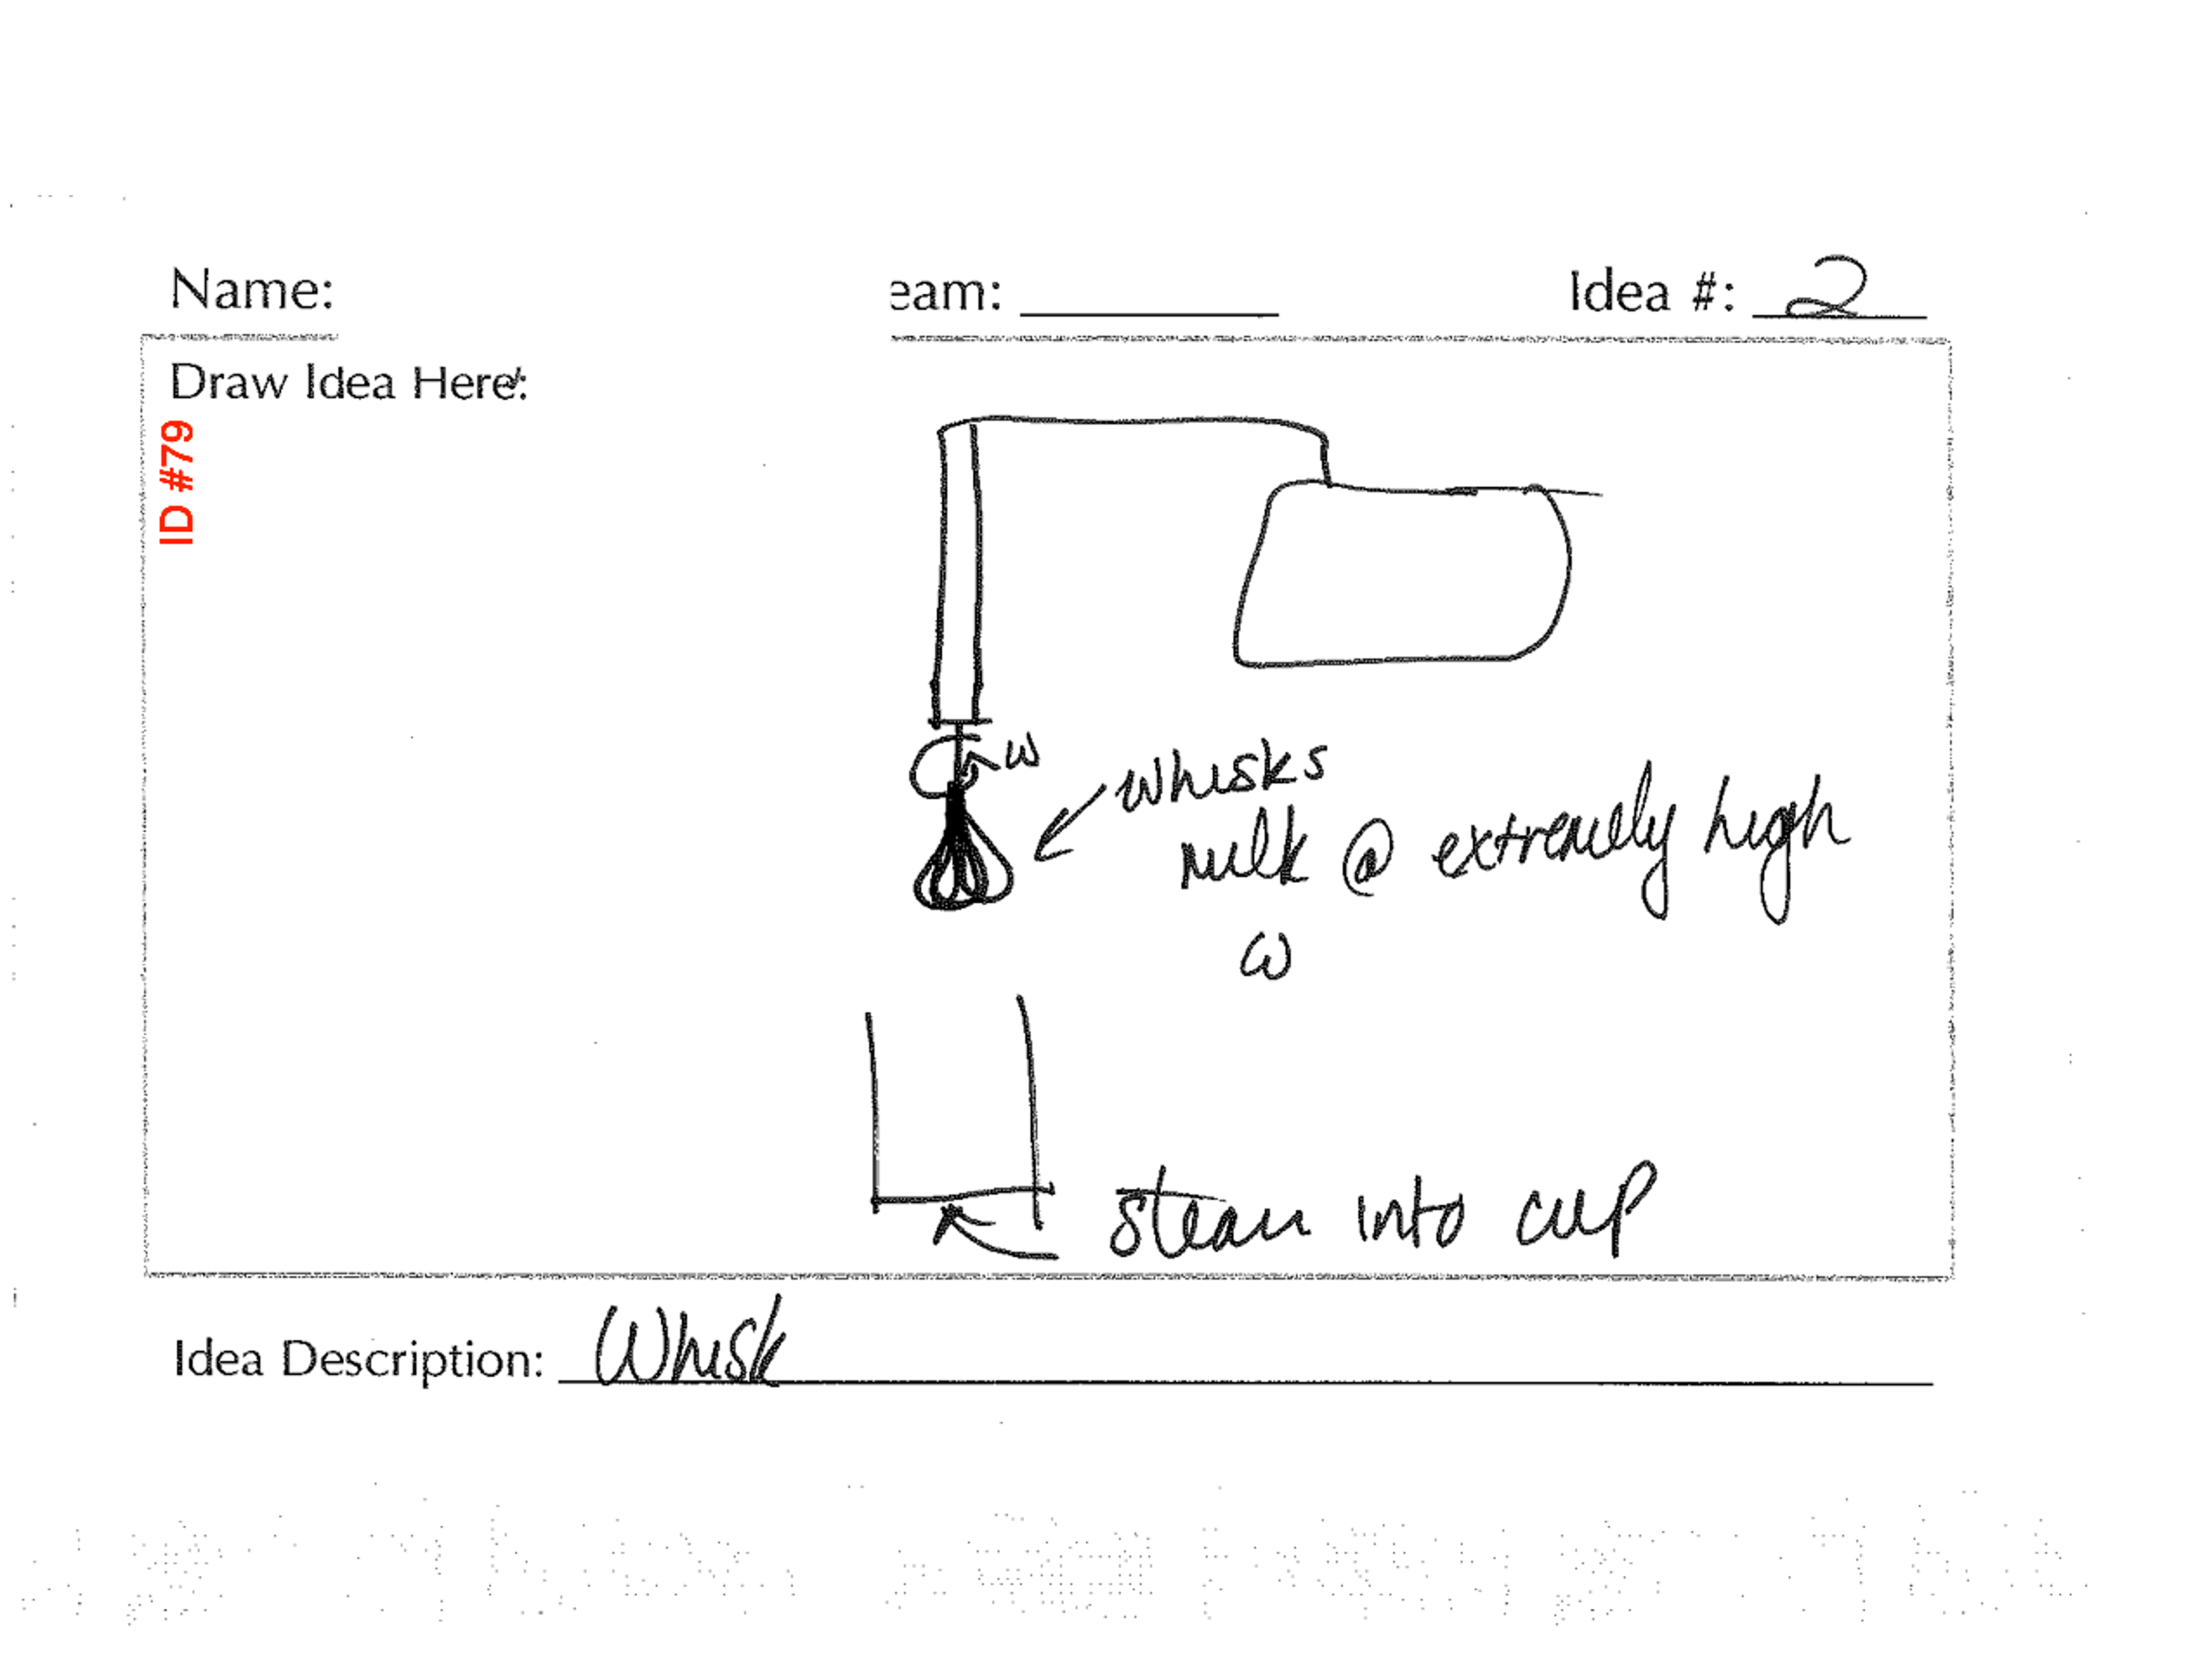 Name:
eam:
Idea #: 2
Draw Idea Here:
ID #79
ω
whisks
milk @ extremely high
ω
steam into cup
Idea Description: Whisk